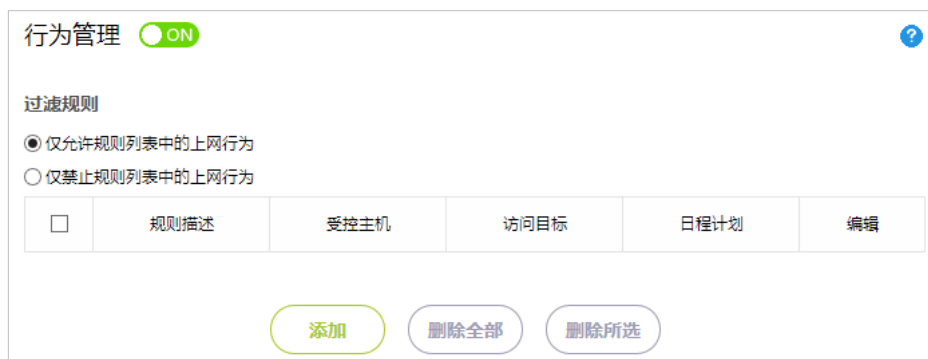 行为管理 ON ?
过滤规则
仅允许规则列表中的上网行为
仅禁止规则列表中的上网行为
规则描述 受控主机 访问目标 日程计划 编辑
添加 删除全部 删除所选